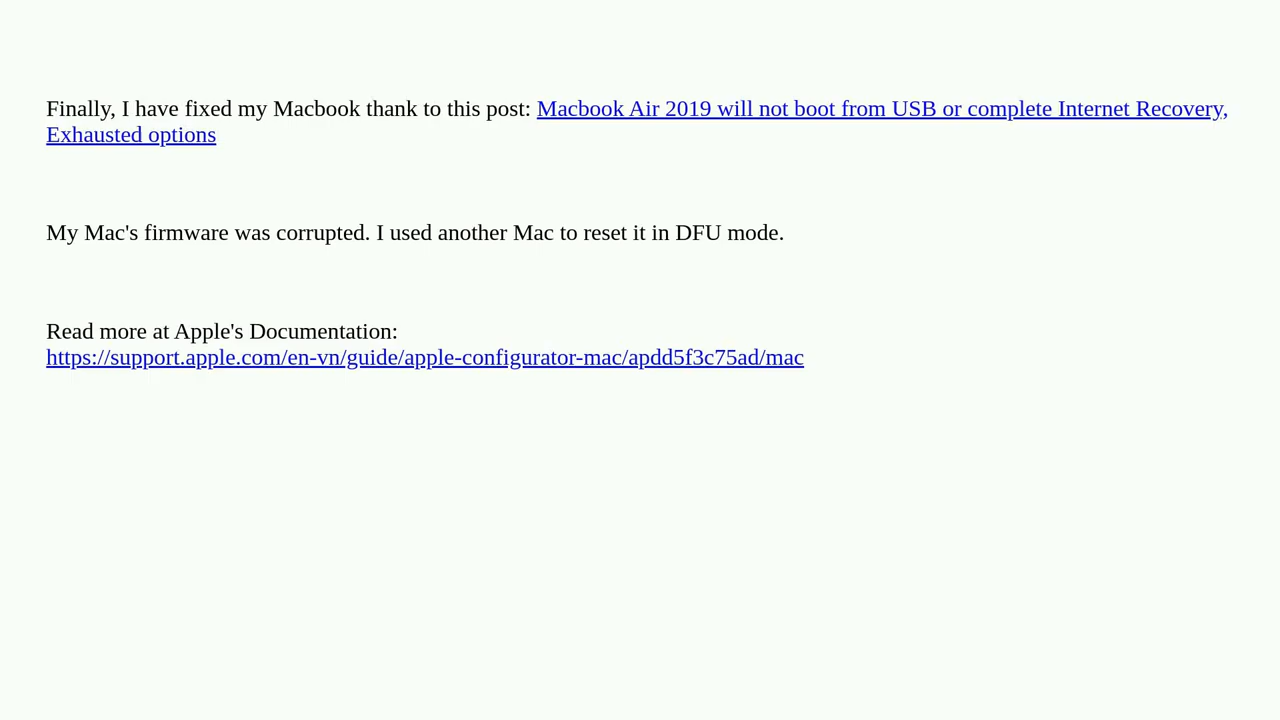 Finally, I have fixed my Macbook thank to this post: Macbook Air 2019 will not boot from USB or complete Internet Recovery,
Exhausted options
My Mac's firmware was corrupted. I used another Mac to reset it in DFU mode.
Read more at Apple's Documentation:
https://support.apple.com/en-vn/guide/apple-configurator-mac/apdd5f3c75ad/mac